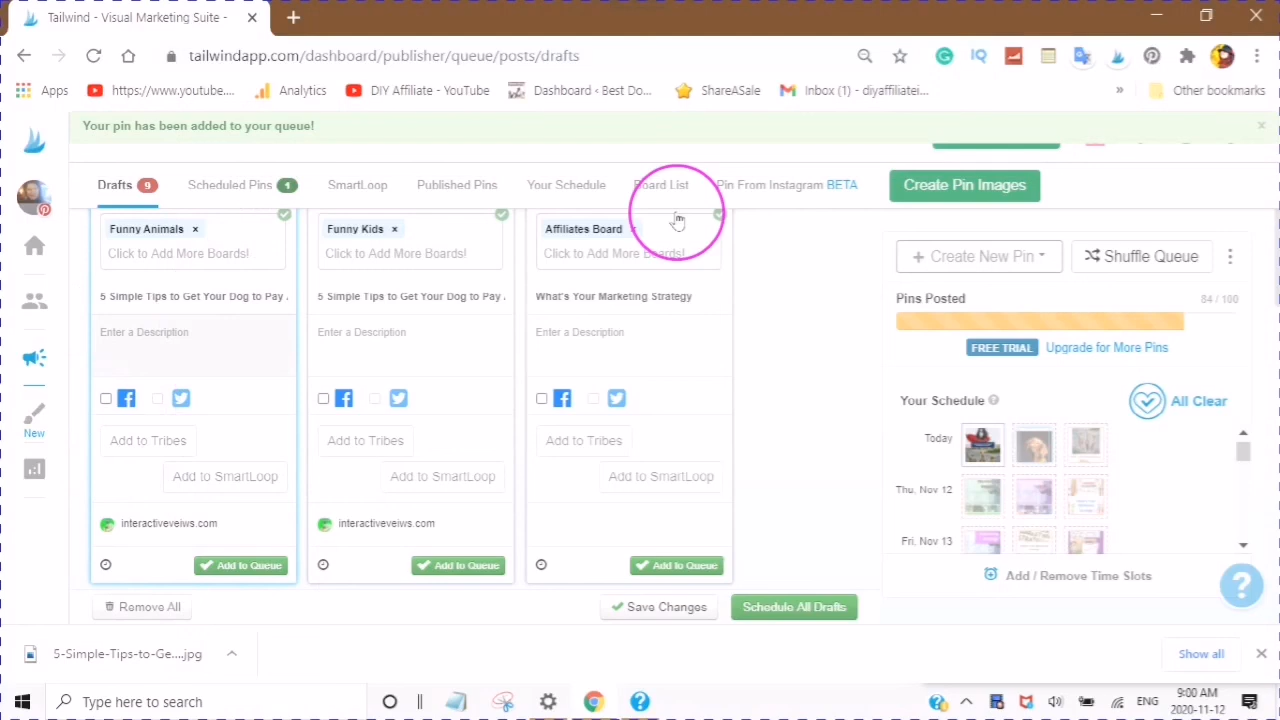 Tailwind - Visual Marketing Suite -
tailwindapp.com/dashboard/publisher/queue/posts/drafts
Apps https://www.youtube.... Analytics DIY Affiliate - YouTube Dashboard ‹ Best Do... ShareASale Inbox (1) - diyaffiliatei... » Other bookmarks
Your pin has been added to your queue!
Drafts 9 Scheduled Pins 1 SmartLoop Published Pins Your Schedule Board List Pin From Instagram BETA Create Pin Images
Funny Animals × Funny Kids × Affiliates Board
Click to Add More Boards! Click to Add More Boards! Click to Add More Boards!
Create New Pin Shuffle Queue
5 Simple Tips to Get Your Dog to Pay 5 Simple Tips to Get Your Dog to Pay What's Your Marketing Strategy
Pins Posted 84 / 100
Enter a Description Enter a Description Enter a Description
FREE TRIAL Upgrade for More Pins
Your Schedule All Clear
Add to Tribes Add to Tribes Add to Tribes
Today
Add to SmartLoop Add to SmartLoop Add to SmartLoop
Thu, Nov 12
interactiveveiws.com interactiveveiws.com
Fri, Nov 13
Add to Queue Add to Queue Add to Queue
Add / Remove Time Slots
Remove All Save Changes Schedule All Drafts
5-Simple-Tips-to-Ge....jpg Show all
Type here to search ENG 9:00 AM
2020-11-12